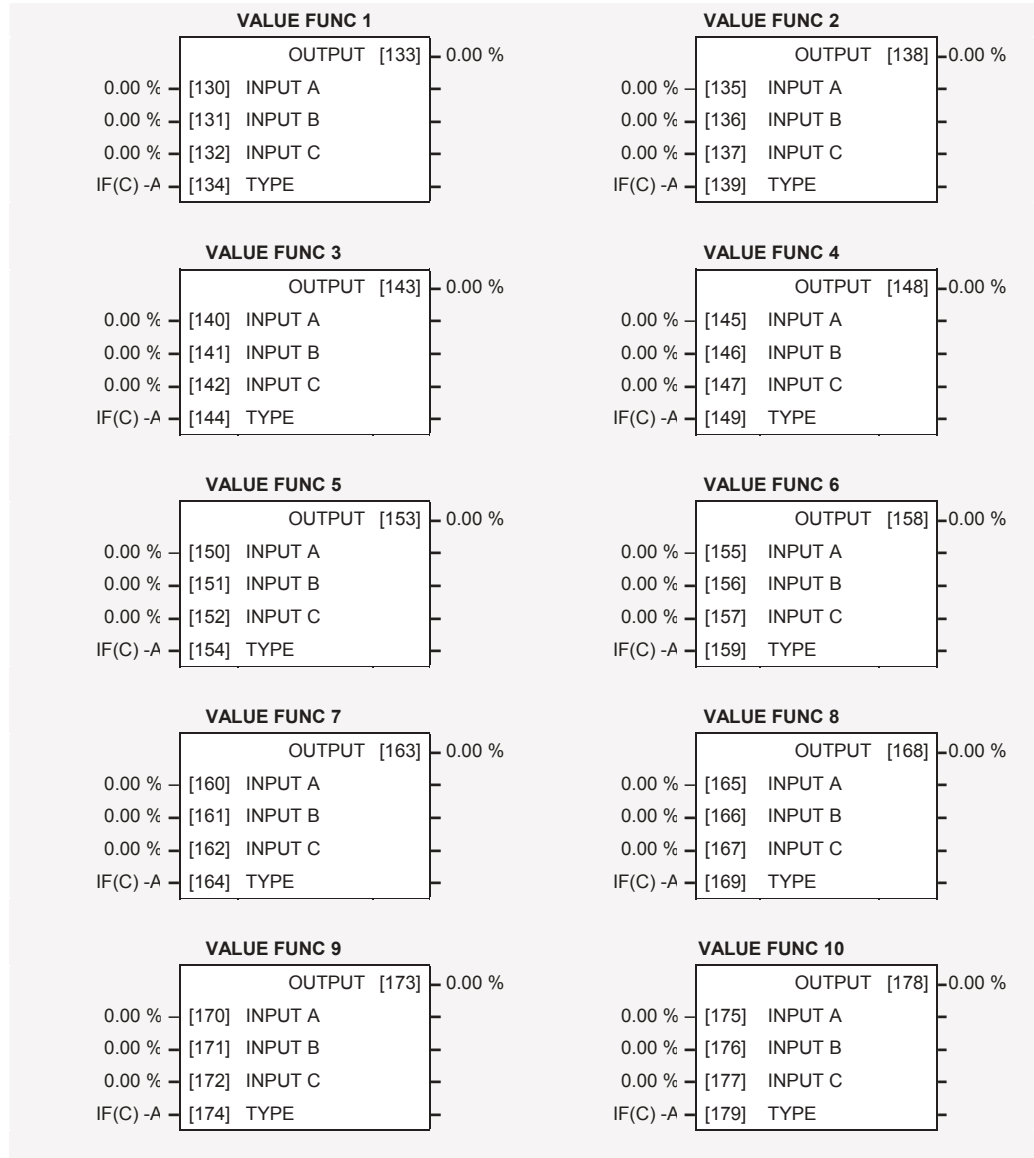 VALUE FUNC 1
OUTPUT [133] 0.00 %
0.00 % [130] INPUT A
0.00 % [131] INPUT B
0.00 % [132] INPUT C
IF(C) -A [134] TYPE
VALUE FUNC 2
OUTPUT [138] 0.00 %
0.00 % [135] INPUT A
0.00 % [136] INPUT B
0.00 % [137] INPUT C
IF(C) -A [139] TYPE
VALUE FUNC 3
OUTPUT [143] 0.00 %
0.00 % [140] INPUT A
0.00 % [141] INPUT B
0.00 % [142] INPUT C
IF(C) -A [144] TYPE
VALUE FUNC 4
OUTPUT [148] 0.00 %
0.00 % [145] INPUT A
0.00 % [146] INPUT B
0.00 % [147] INPUT C
IF(C) -A [149] TYPE
VALUE FUNC 5
OUTPUT [153] 0.00 %
0.00 % [150] INPUT A
0.00 % [151] INPUT B
0.00 % [152] INPUT C
IF(C) -A [154] TYPE
VALUE FUNC 6
OUTPUT [158] 0.00 %
0.00 % [155] INPUT A
0.00 % [156] INPUT B
0.00 % [157] INPUT C
IF(C) -A [159] TYPE
VALUE FUNC 7
OUTPUT [163] 0.00 %
0.00 % [160] INPUT A
0.00 % [161] INPUT B
0.00 % [162] INPUT C
IF(C) -A [164] TYPE
VALUE FUNC 8
OUTPUT [168] 0.00 %
0.00 % [165] INPUT A
0.00 % [166] INPUT B
0.00 % [167] INPUT C
IF(C) -A [169] TYPE
VALUE FUNC 9
OUTPUT [173] 0.00 %
0.00 % [170] INPUT A
0.00 % [171] INPUT B
0.00 % [172] INPUT C
IF(C) -A [174] TYPE
VALUE FUNC 10
OUTPUT [178] 0.00 %
0.00 % [175] INPUT A
0.00 % [176] INPUT B
0.00 % [177] INPUT C
IF(C) -A [179] TYPE